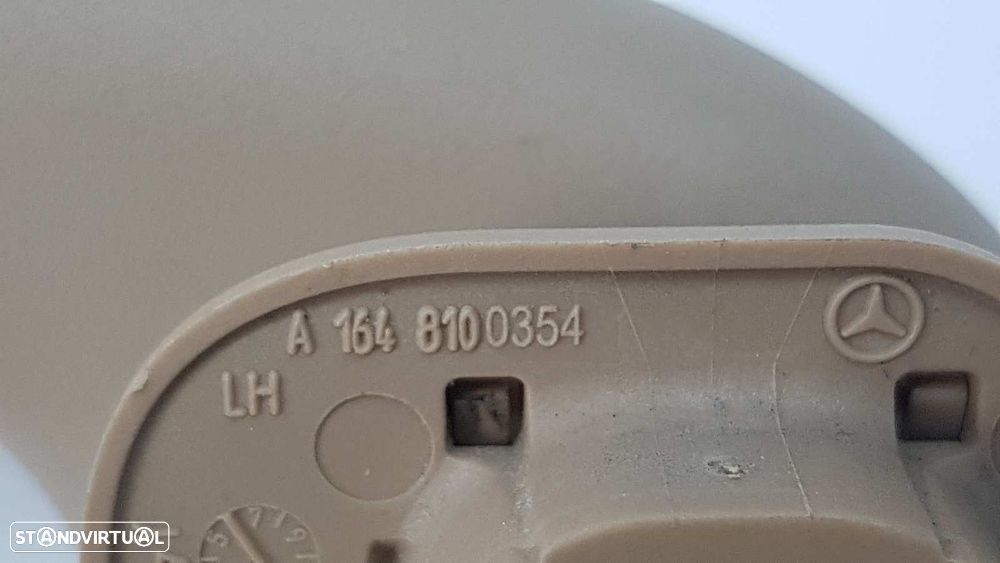 A 164 8100354
LH
STANDVIRTUAL